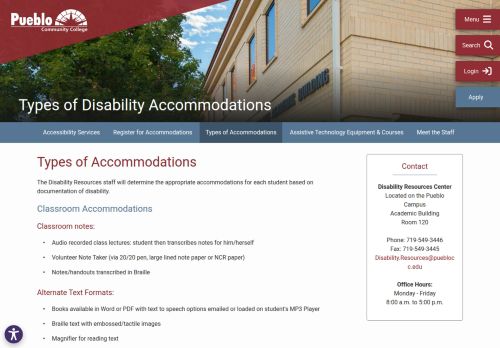 Pueblo
Community College
Menu
Search
Login
Apply
Types of Disability Accommodations
Accessibility Services
Register for Accommodations
Types of Accommodations
Assistive Technology Equipment & Courses
Meet the Staff
Types of Accommodations
The Disability Resources staff will determine the appropriate accommodations for each student based on
documentation of disability.
Classroom Accommodations
Classroom notes:
Audio recorded class lectures: student then transcribes notes for him/herself
Volunteer Note Taker (via 20/20 pen, large lined note paper or NCR paper)
Notes/handouts transcribed in Braille
Alternate Text Formats:
Books available in Word or PDF with text to speech options emailed or loaded on student's MP3 Player
Braille text with embossed/tactile images
Magnifier for reading text
Contact
Disability Resources Center
Located on the Pueblo
Campus
Academic Building
Room 120
Phone: 719-549-3446
Fax: 719-549-3445
Disability.Resources@puebloc
c.edu
Office Hours:
Monday - Friday
8:00 a.m. to 5:00 p.m.